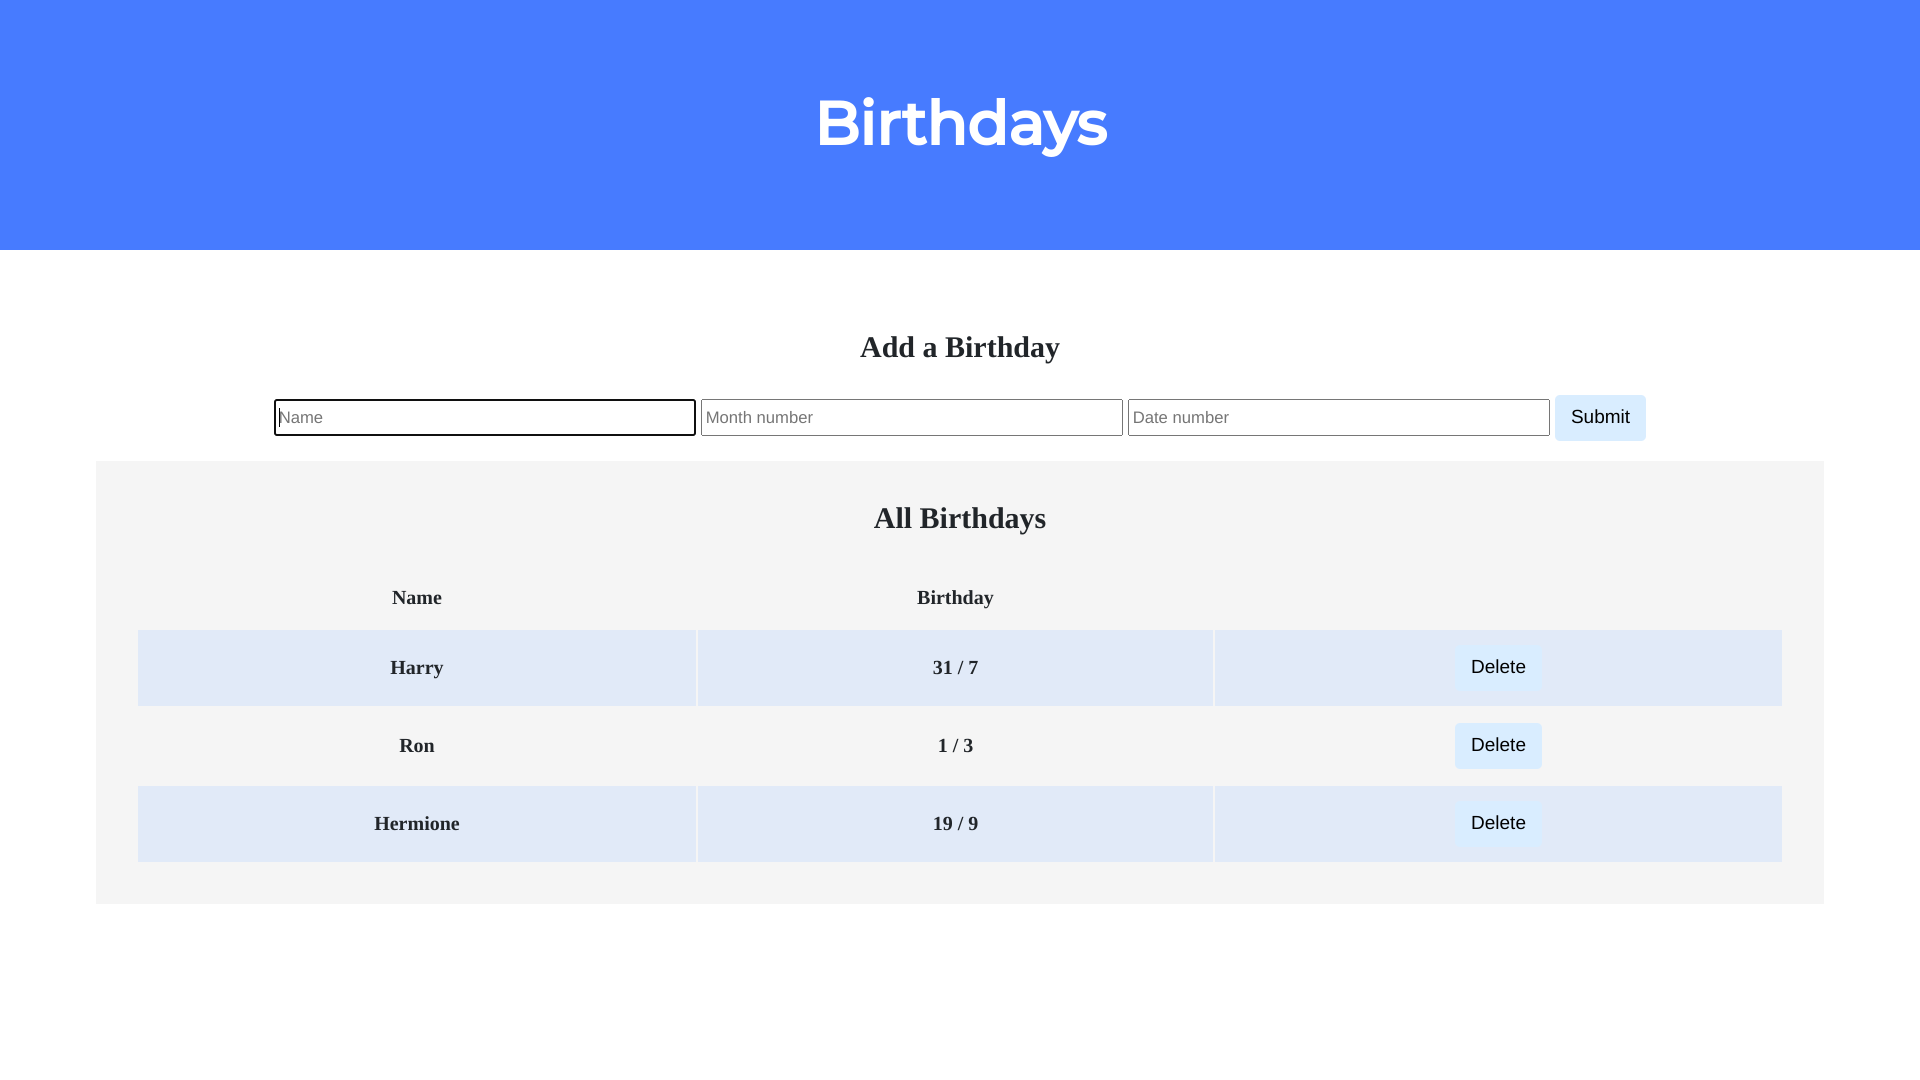 Birthdays
Add a Birthday
Name Month number Date number Submit
All Birthdays
Name Birthday
Harry 31 / 7 Delete
Ron 1 / 3 Delete
Hermione 19 / 9 Delete